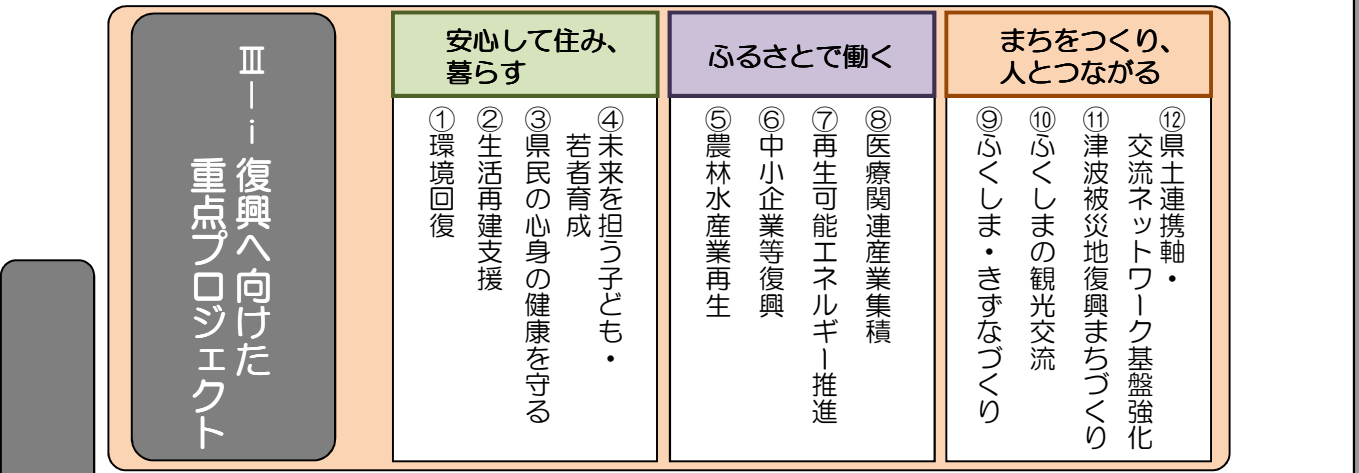 Ⅲーⅰ復興へ向けた
重点プロジェクト
安心して住み、
暮らす
①環境回復
②生活再建支援
③県民の心身の健康を守る
④未来を担う子ども・
若者育成
ふるさとで働く
⑤農林水産業再生
⑥中小企業等復興
⑦再生可能エネルギー推進
⑧医療関連産業集積
まちをつくり、
人とつながる
⑨ふくしま・きずなづくり
⑩ふくしまの観光交流
⑪津波被災地復興まちづくり
⑫県土連携軸・
交流ネットワーク基盤強化